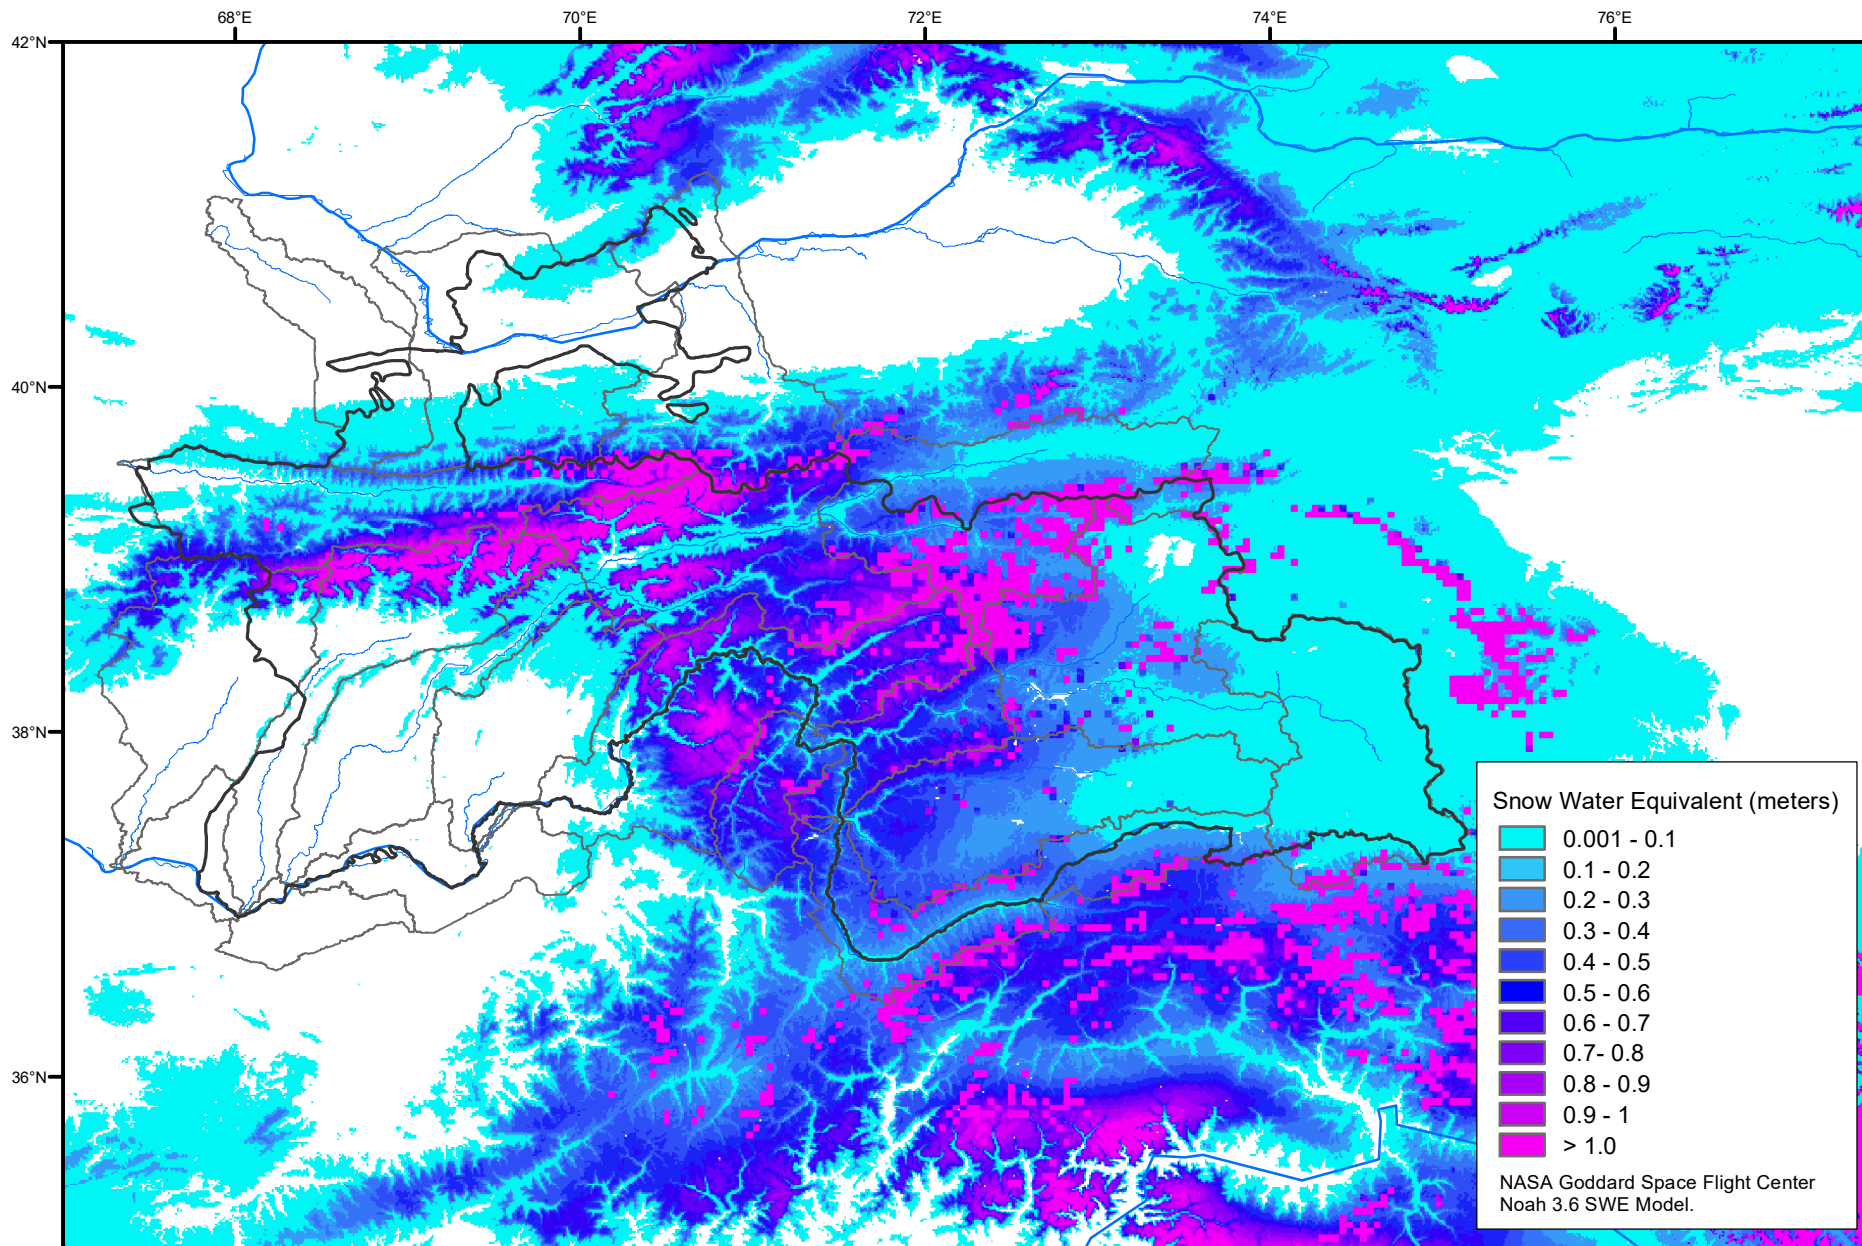 68°E 70°E 72°E 74°E 76°E
42°N
40°N
38°N
36°N
Snow Water Equivalent (meters)
0.001 - 0.1
0.1 - 0.2
0.2 - 0.3
0.3 - 0.4
0.4 - 0.5
0.5 - 0.6
0.6 - 0.7
0.7- 0.8
0.8 - 0.9
0.9 - 1
> 1.0
NASA Goddard Space Flight Center
Noah 3.6 SWE Model.